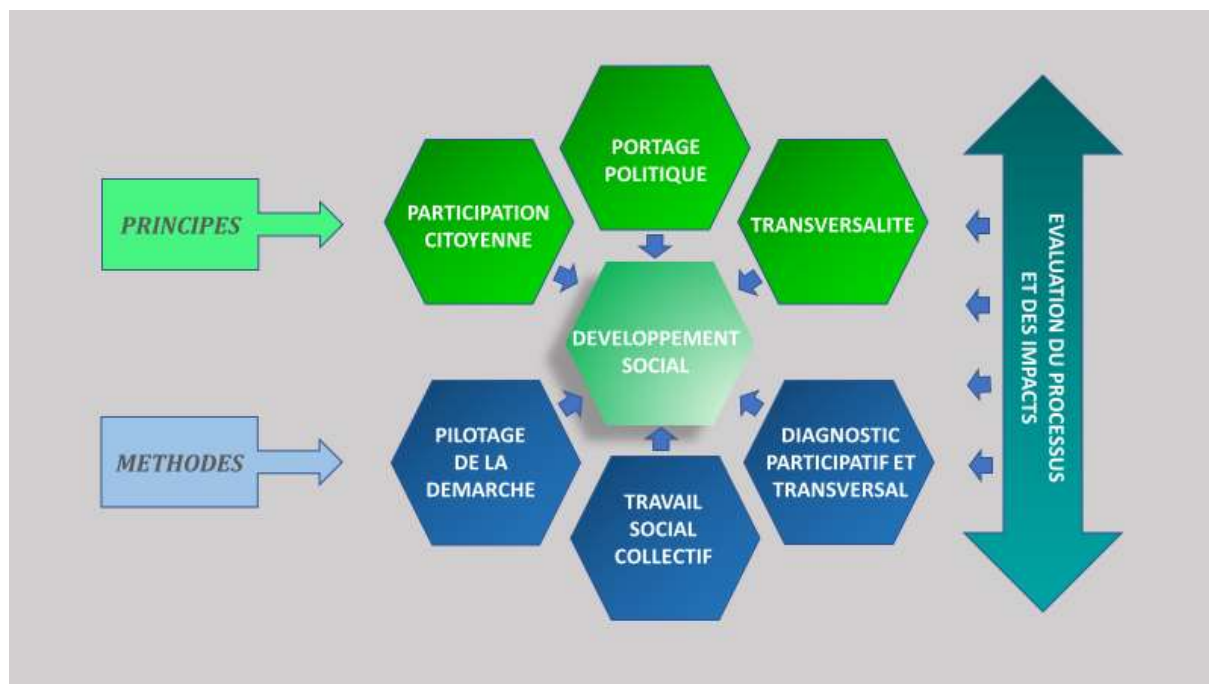 PRINCIPES
PARTICIPATION
CITOYENNE
PORTAGE
POLITIQUE
TRANSVERSALITE
DEVELOPPEMENT
SOCIAL
METHODES
PILOTAGE
DE LA
DEMARCHE
TRAVAIL
SOCIAL
COLLECTIF
DIAGNOSTIC
PARTICIPATIF ET
TRANSVERSAL
EVALUATION DU PROCESSUS
ET DES IMPACTS